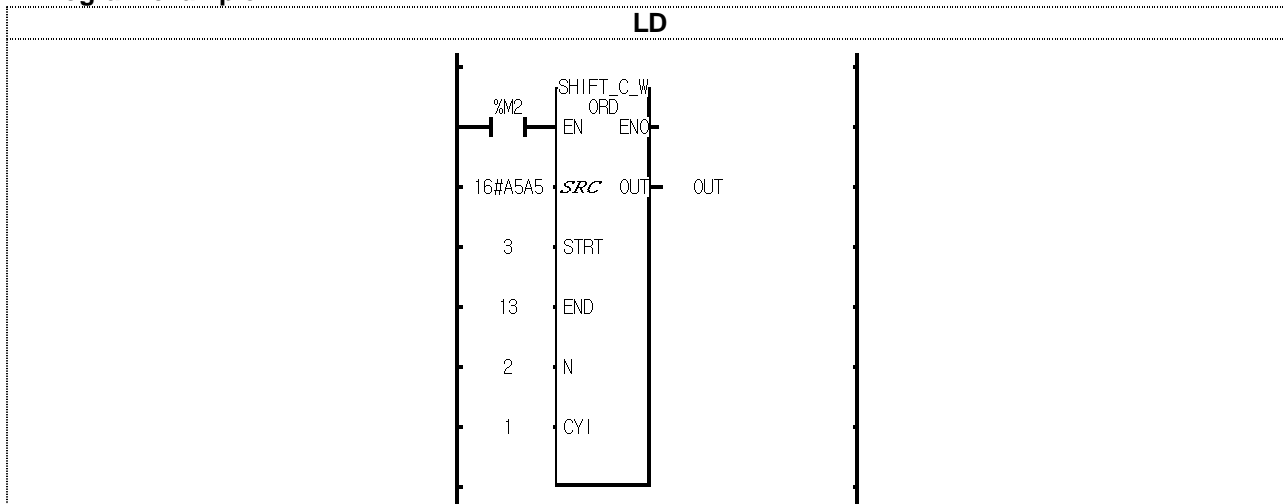 LD
SHIFT_C_W
%M2 ORD
EN ENO
16#A5A5 SRC OUT OUT
3 STRT
13 END
2 N
1 CYI